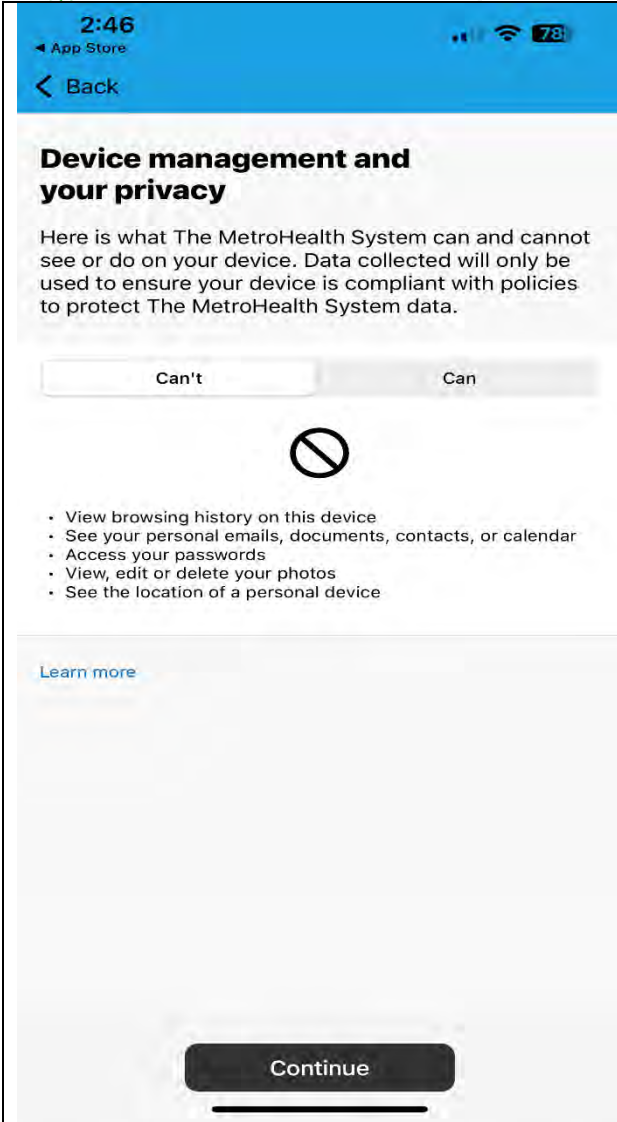 2:46
78
◀ App Store
Back
Device management and
your privacy
Here is what The MetroHealth System can and cannot
see or do on your device. Data collected will only be
used to ensure your device is compliant with policies
to protect The MetroHealth System data.
Can't
Can
• View browsing history on this device
• See your personal emails, documents, contacts, or calendar
• Access your passwords
• View, edit or delete your photos
• See the location of a personal device
Learn more
Continue